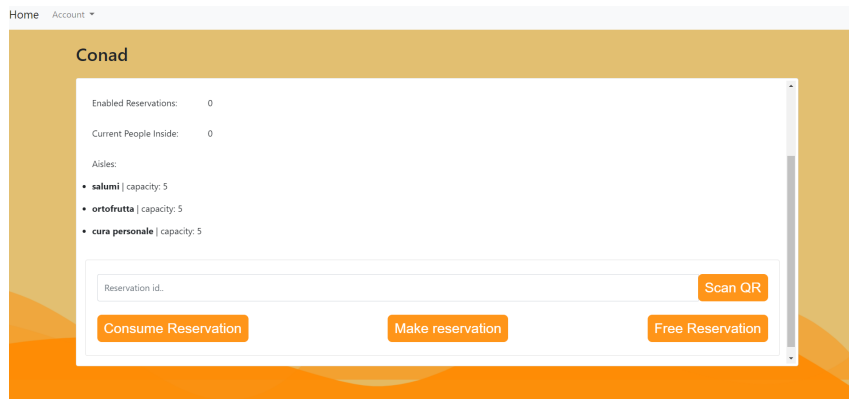 Home Account
Conad
Enabled Reservations: 0
Current People Inside: 0
Aisles:
salumi | capacity: 5
ortofrutta | capacity: 5
cura personale | capacity: 5
Reservation id.. Scan QR
Consume Reservation Make reservation Free Reservation